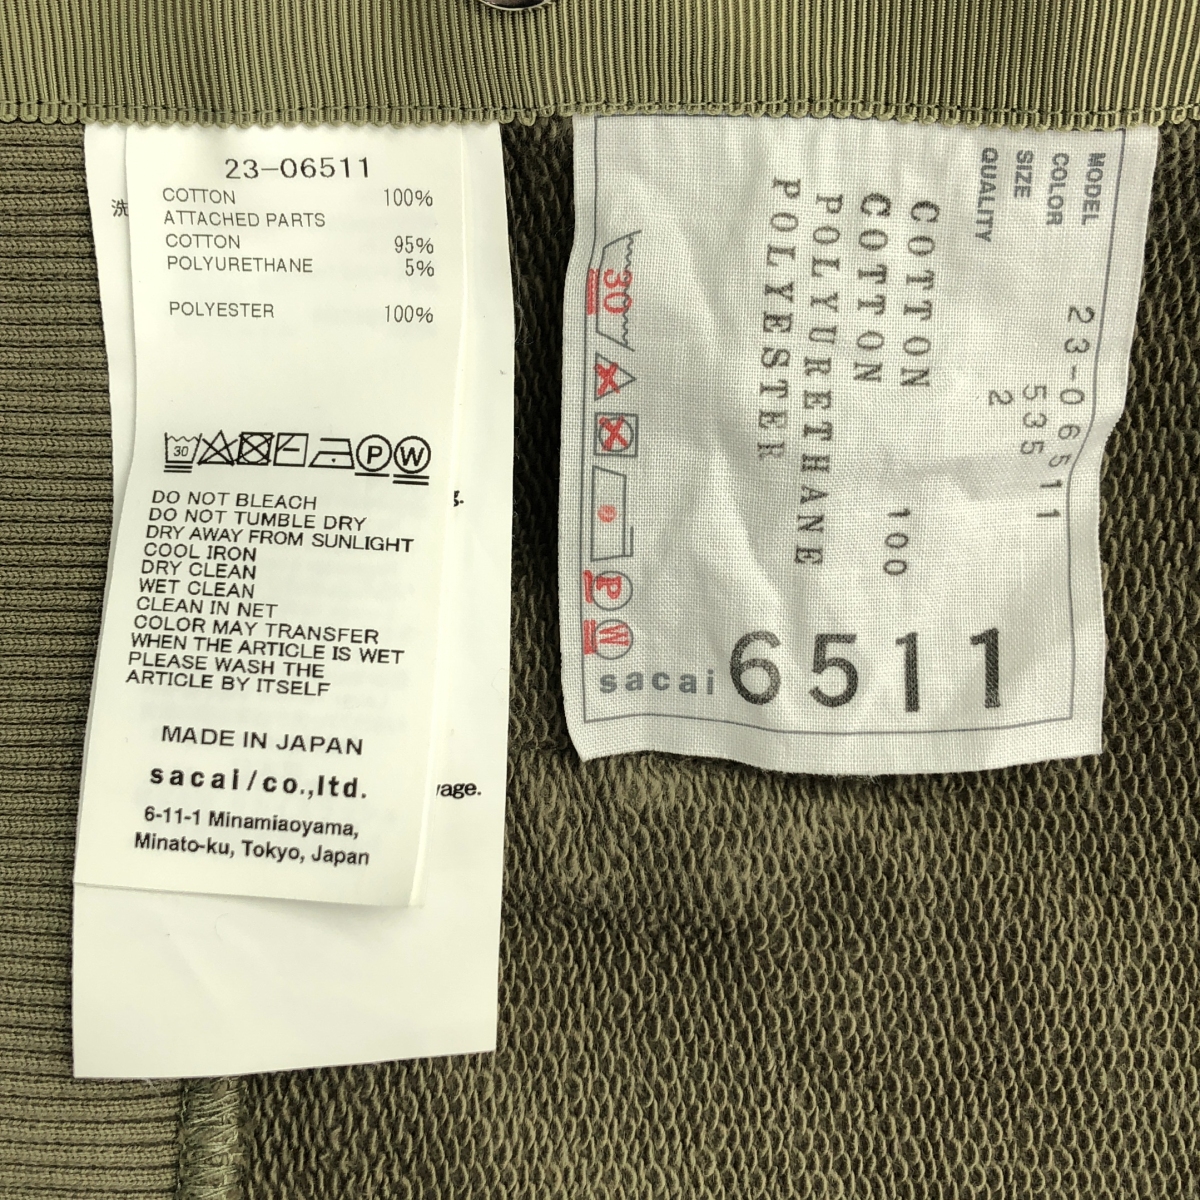 23-06511
COTTON 100%
ATTACHED PARTS
COTTON 95%
POLYURETHANE 5%
POLYESTER 100%
洗
30
P
W
DO NOT BLEACH
DO NOT TUMBLE DRY
DRY AWAY FROM SUNLIGHT
COOL IRON
DRY CLEAN
WET CLEAN
CLEAN IN NET
COLOR MAY TRANSFER
WHEN THE ARTICLE IS WET
PLEASE WASH THE
ARTICLE BY ITSELF
MADE IN JAPAN
sacai/co.,ltd.
6-11-1 Minamiaoyama,
Minato-ku, Tokyo, Japan
MODEL 23-06511
COLOR 535
SIZE 2
QUALITY
COTTON 100
COTTON
POLYURETHANE
POLYESTER
30
P
W
sacai 6511